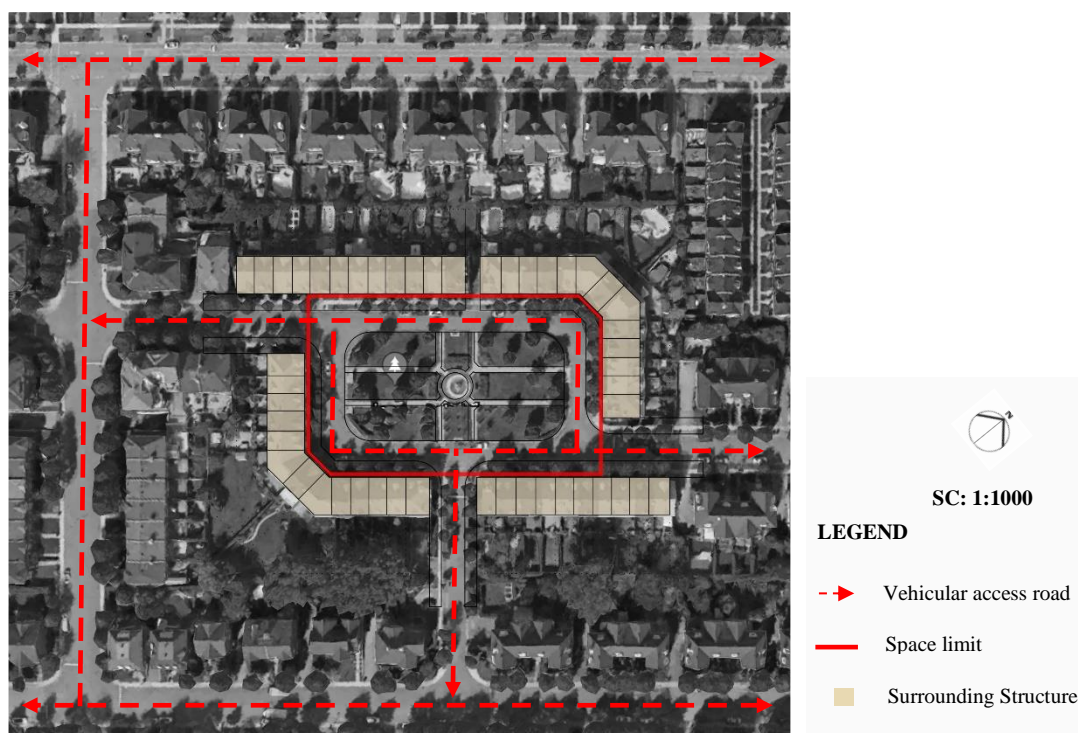 N
SC: 1:1000
LEGEND
Vehicular access road
Space limit
Surrounding Structure